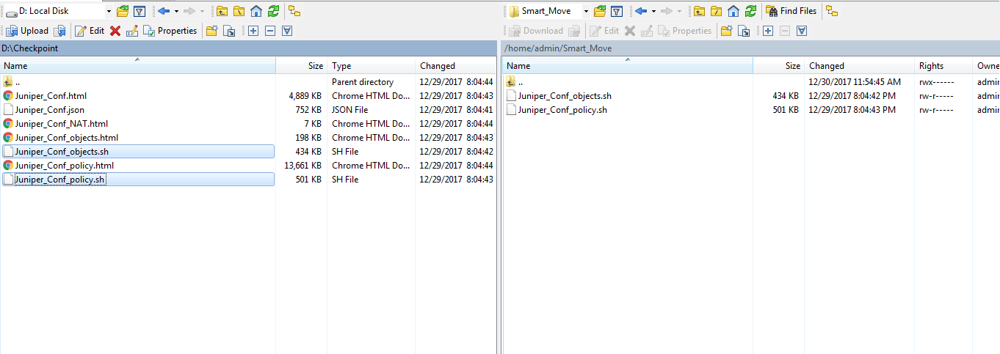 D: Local Disk Smart_Move Find Files
Upload Edit Properties Download Edit Properties
D:\Checkpoint /home/admin/Smart_Move
Name Size Type Changed Name Size Changed Rights Owne
.. Parent directory 12/29/2017 8:04:44 .. 12/30/2017 11:54:45 AM rwx------ admi
Juniper_Conf.html 4,889 KB Chrome HTML Do... 12/29/2017 8:04:43 Juniper_Conf_objects.sh 434 KB 12/29/2017 8:04:42 PM rw-r----- admi
Juniper_Conf.json 752 KB JSON File 12/29/2017 8:04:41 Juniper_Conf_policy.sh 501 KB 12/29/2017 8:04:43 PM rw-r----- admi
Juniper_Conf_NAT.html 7 KB Chrome HTML Do... 12/29/2017 8:04:44
Juniper_Conf_objects.html 198 KB Chrome HTML Do... 12/29/2017 8:04:43
Juniper_Conf_objects.sh 434 KB SH File 12/29/2017 8:04:42
Juniper_Conf_policy.html 13,661 KB Chrome HTML Do... 12/29/2017 8:04:44
Juniper_Conf_policy.sh 501 KB SH File 12/29/2017 8:04:43